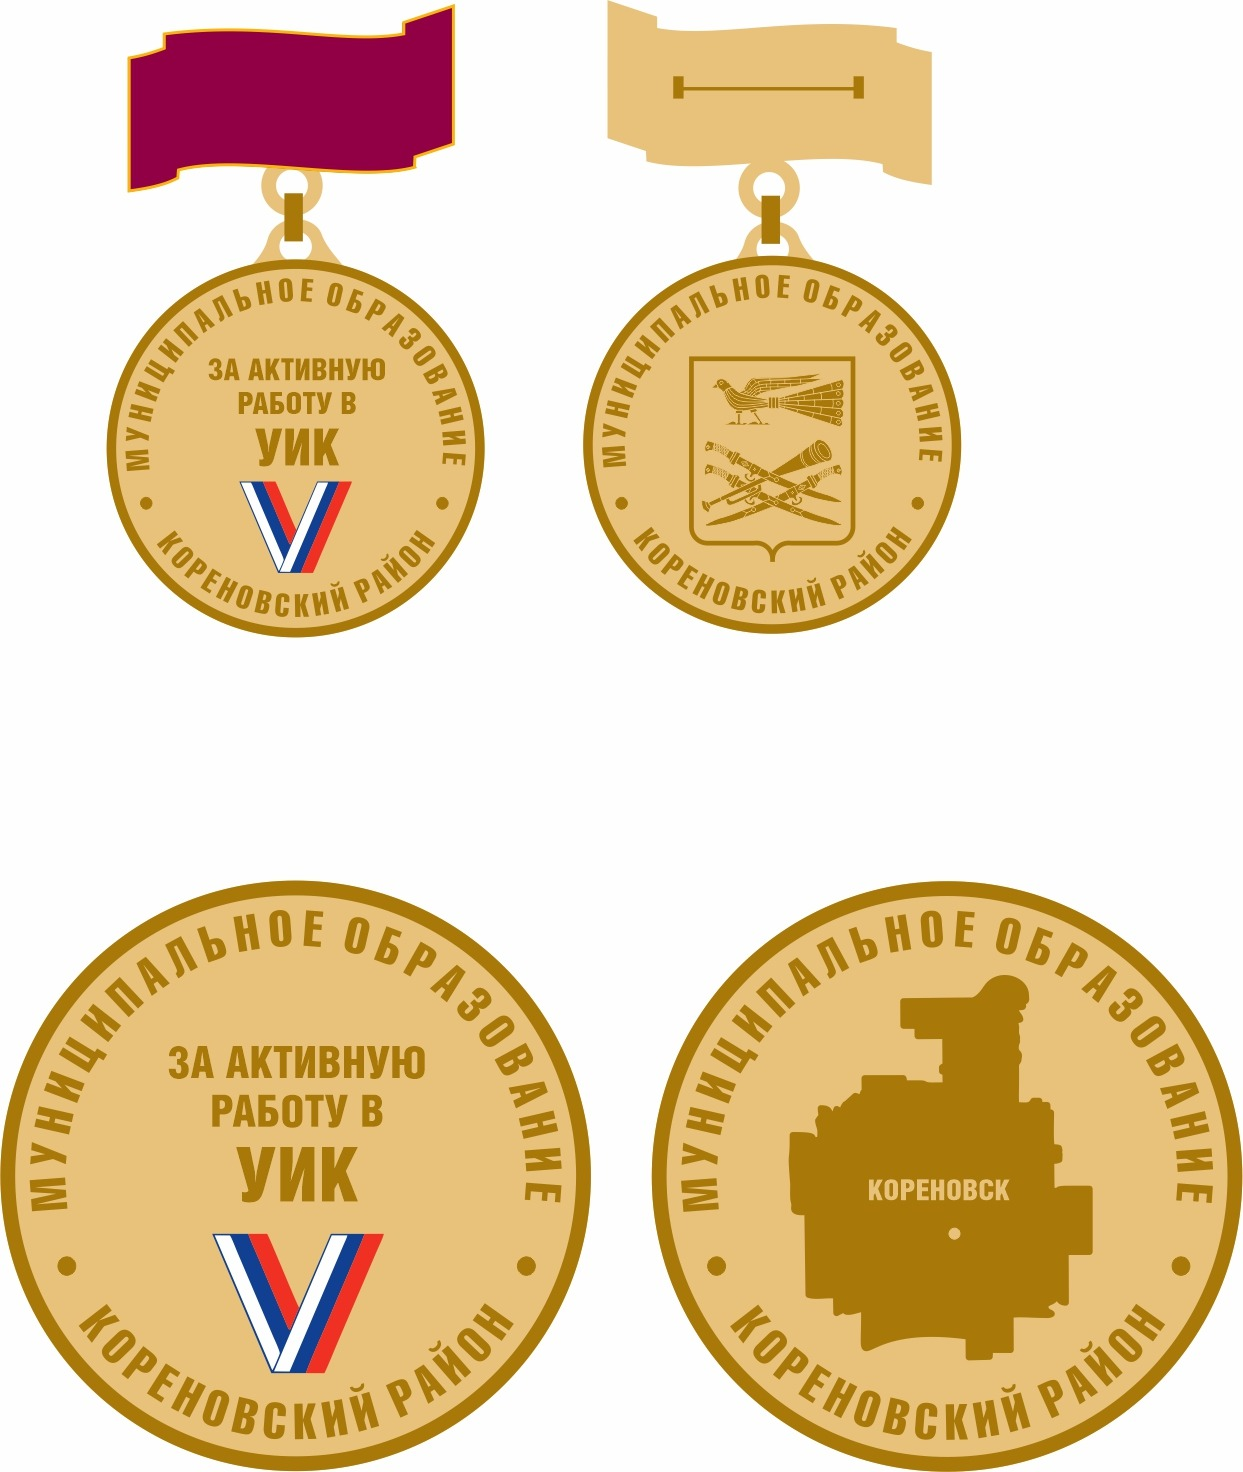 МУНИЦИПАЛЬНОЕ ОБРАЗОВАНИЕ
ЗА АКТИВНУЮ
РАБОТУ В
УИК
КОРЕНОВСКИЙ РАЙОН
МУНИЦИПАЛЬНОЕ ОБРАЗОВАНИЕ
КОРЕНОВСКИЙ РАЙОН
МУНИЦИПАЛЬНОЕ ОБРАЗОВАНИЕ
ЗА АКТИВНУЮ
РАБОТУ В
УИК
КОРЕНОВСКИЙ РАЙОН
МУНИЦИПАЛЬНОЕ ОБРАЗОВАНИЕ
КОРЕНОВСК
КОРЕНОВСКИЙ РАЙОН